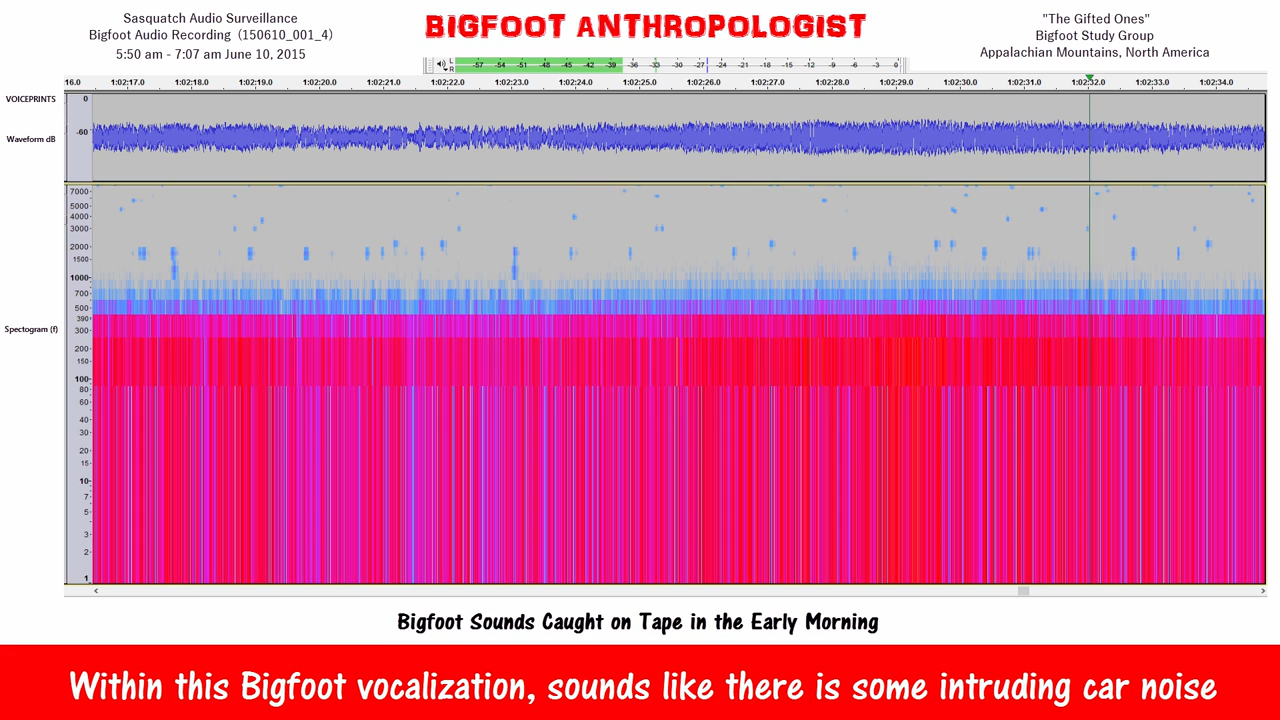 Sasquatch Audio Surveillance
Bigfoot Audio Recording (150610_001_4)
5:50 am - 7:07 am June 10, 2015
BIGFOOT ANTHROPOLOGIST
"The Gifted Ones"
Bigfoot Study Group
Appalachian Mountains, North America
L
R
-57 -54 -51 -48 -45 -42 -39 -36 -33 -30 -27 -24 -21 -18 -15 -12 -9 -6 -3 0
16.0 1:02:17.0 1:02:18.0 1:02:19.0 1:02:20.0 1:02:21.0 1:02:22.0 1:02:23.0 1:02:24.0 1:02:25.0 1:02:26.0 1:02:27.0 1:02:28.0 1:02:29.0 1:02:30.0 1:02:31.0 1:02:32.0 1:02:33.0 1:02:34.0
VOICEPRINTS
0
-60
Waveform dB
7000
5000
4000
3000
2000
1500
1000
700
500
390
300
Spectogram (f)
200
150
100
80
60
40
30
20
15
10
7
5
3
2
1
Bigfoot Sounds Caught on Tape in the Early Morning
Within this Bigfoot vocalization, sounds like there is some intruding car noise